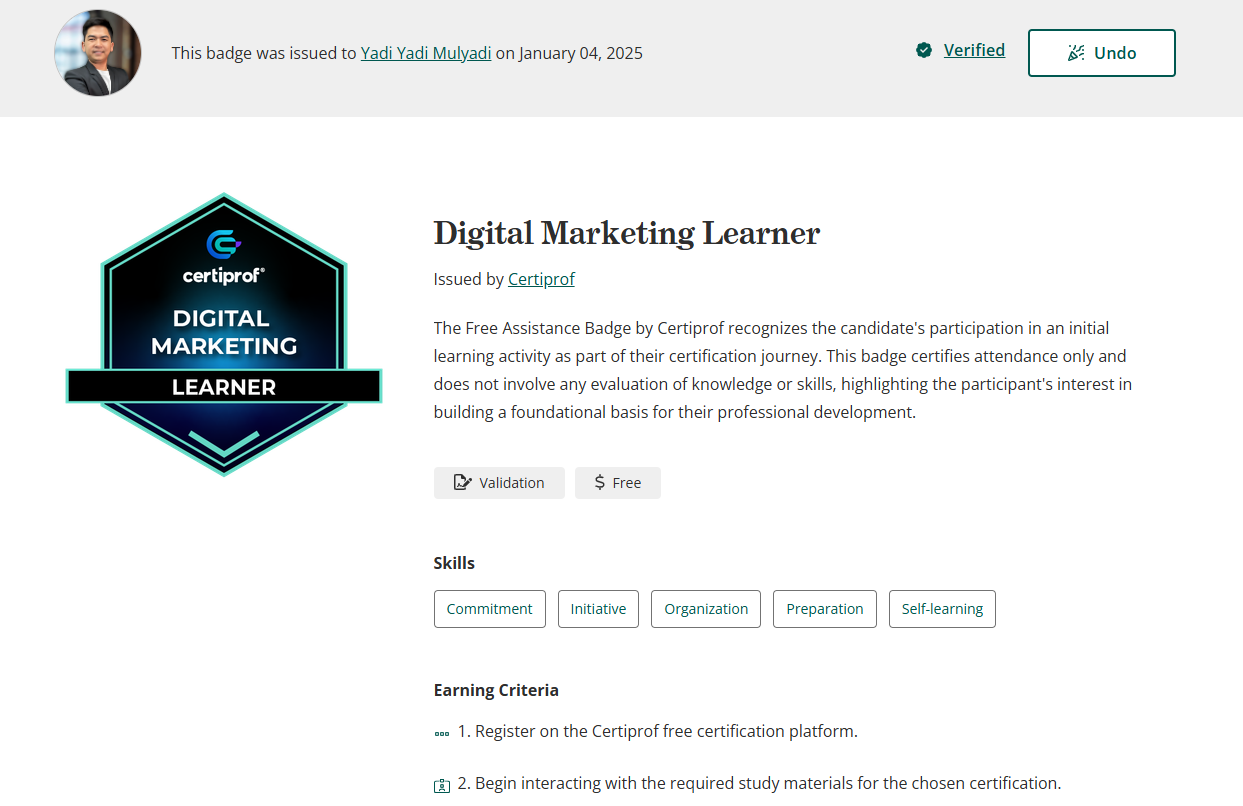 This badge was issued to Yadi Yadi Mulyadi on January 04, 2025
Verified
Undo
certiprof®
DIGITAL
MARKETING
LEARNER
Digital Marketing Learner
Issued by Certiprof
The Free Assistance Badge by Certiprof recognizes the candidate's participation in an initial
learning activity as part of their certification journey. This badge certifies attendance only and
does not involve any evaluation of knowledge or skills, highlighting the participant's interest in
building a foundational basis for their professional development.
Validation
$ Free
Skills
Commitment
Initiative
Organization
Preparation
Self-learning
Earning Criteria
1. Register on the Certiprof free certification platform.
2. Begin interacting with the required study materials for the chosen certification.